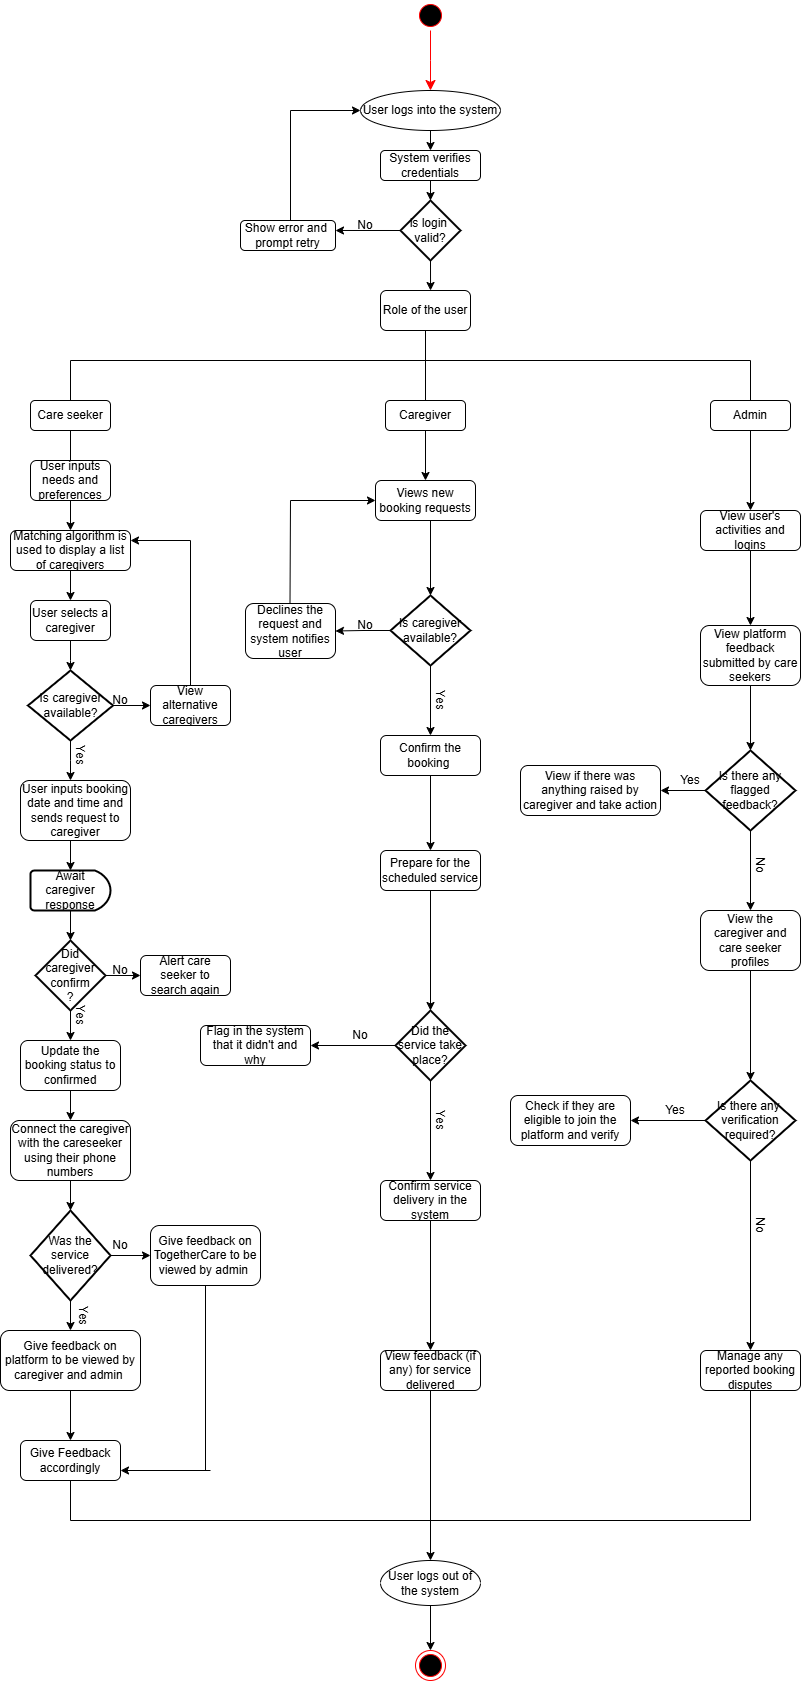 User logs into the system
System verifies
credentials
Is login
valid?
No
Show error and
prompt retry
Role of the user
Care seeker
User inputs
needs and
preferences
Matching algorithm is
used to display a list
of caregivers
User selects a
caregiver
Is caregiver
available?
No
View
alternative
caregivers
Yes
User inputs booking
date and time and
sends request to
caregiver
Await
caregiver
response
Did
caregiver
confirm
?
No
Alert care
seeker to
search again
Yes
Update the
booking status to
confirmed
Connect the caregiver
with the careseeker
using their phone
numbers
Was the
service
delivered?
No
Give feedback on
TogetherCare to be
viewed by admin
Yes
Give feedback on
platform to be viewed by
caregiver and admin
Give Feedback
accordingly
Caregiver
Views new
booking requests
Is caregiver
available?
No
Declines the
request and
system notifies
user
Yes
Confirm the
booking
Prepare for the
scheduled service
Did the
service take
place?
No
Flag in the system
that it didn't and
why
Yes
Confirm service
delivery in the
system
View feedback (if
any) for service
delivered
Admin
View user's
activities and
logins
View platform
feedback
submitted by care
seekers
Is there any
flagged
feedback?
Yes
View if there was
anything raised by
caregiver and take action
No
View the
caregiver and
care seeker
profiles
Is there any
verification
required?
Yes
Check if they are
eligible to join the
platform and verify
No
Manage any
reported booking
disputes
User logs out of
the system